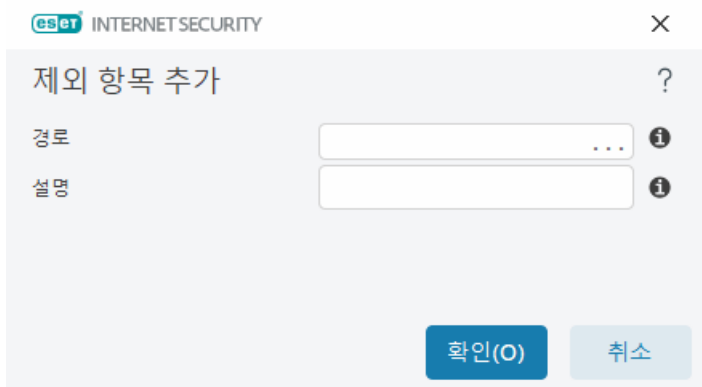 eset INTERNET SECURITY
제외 항목 추가 ?
경로 ...
설명
확인(O) 취소